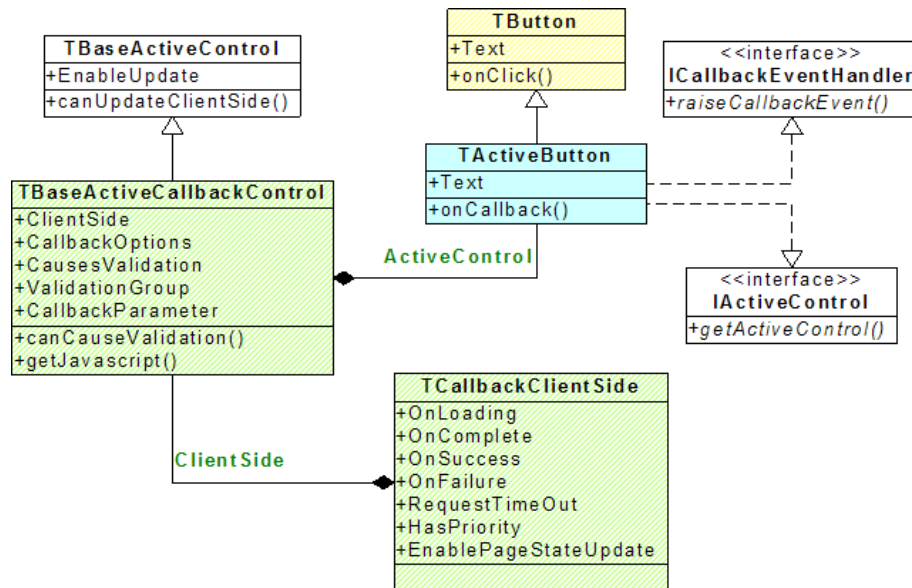 TBaseActiveControl
+EnableUpdate
+canUpdateClientSide()
TButton
+Text
+onClick()
<<interface>>
ICallbackEventHandler
+raiseCallbackEvent()
TActiveButton
+Text
+onCallback()
TBaseActiveCallbackControl
+ClientSide
+CallbackOptions
+CausesValidation
+ValidationGroup
+CallbackParameter
+canCauseValidation()
+getJavascript()
ActiveControl
<<interface>>
IActiveControl
+getActiveControl()
ClientSide
TCallbackClientSide
+OnLoading
+OnComplete
+OnSuccess
+OnFailure
+RequestTimeOut
+HasPriority
+EnablePageStateUpdate